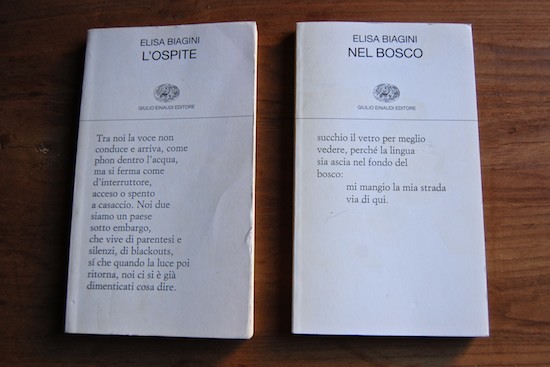 ELISA BIAGINI
L'OSPITE
GIULIO EINAUDI EDITORE
Tra noi la voce non
conduce e arriva, come
phon dentro l'acqua,
ma si ferma come
d'interruttore,
acceso o spento
a casaccio. Noi due
siamo un paese
sotto embargo,
che vive di parentesi e
silenzi, di blackouts,
sí che quando la luce poi
ritorna, noi ci si è già
dimenticati cosa dire.
ELISA BIAGINI
NEL BOSCO
GIULIO EINAUDI EDITORE
succhio il vetro per meglio
vedere, perché la lingua
sia ascia nel fondo del
bosco:
mi mangio la mia strada
via di qui.